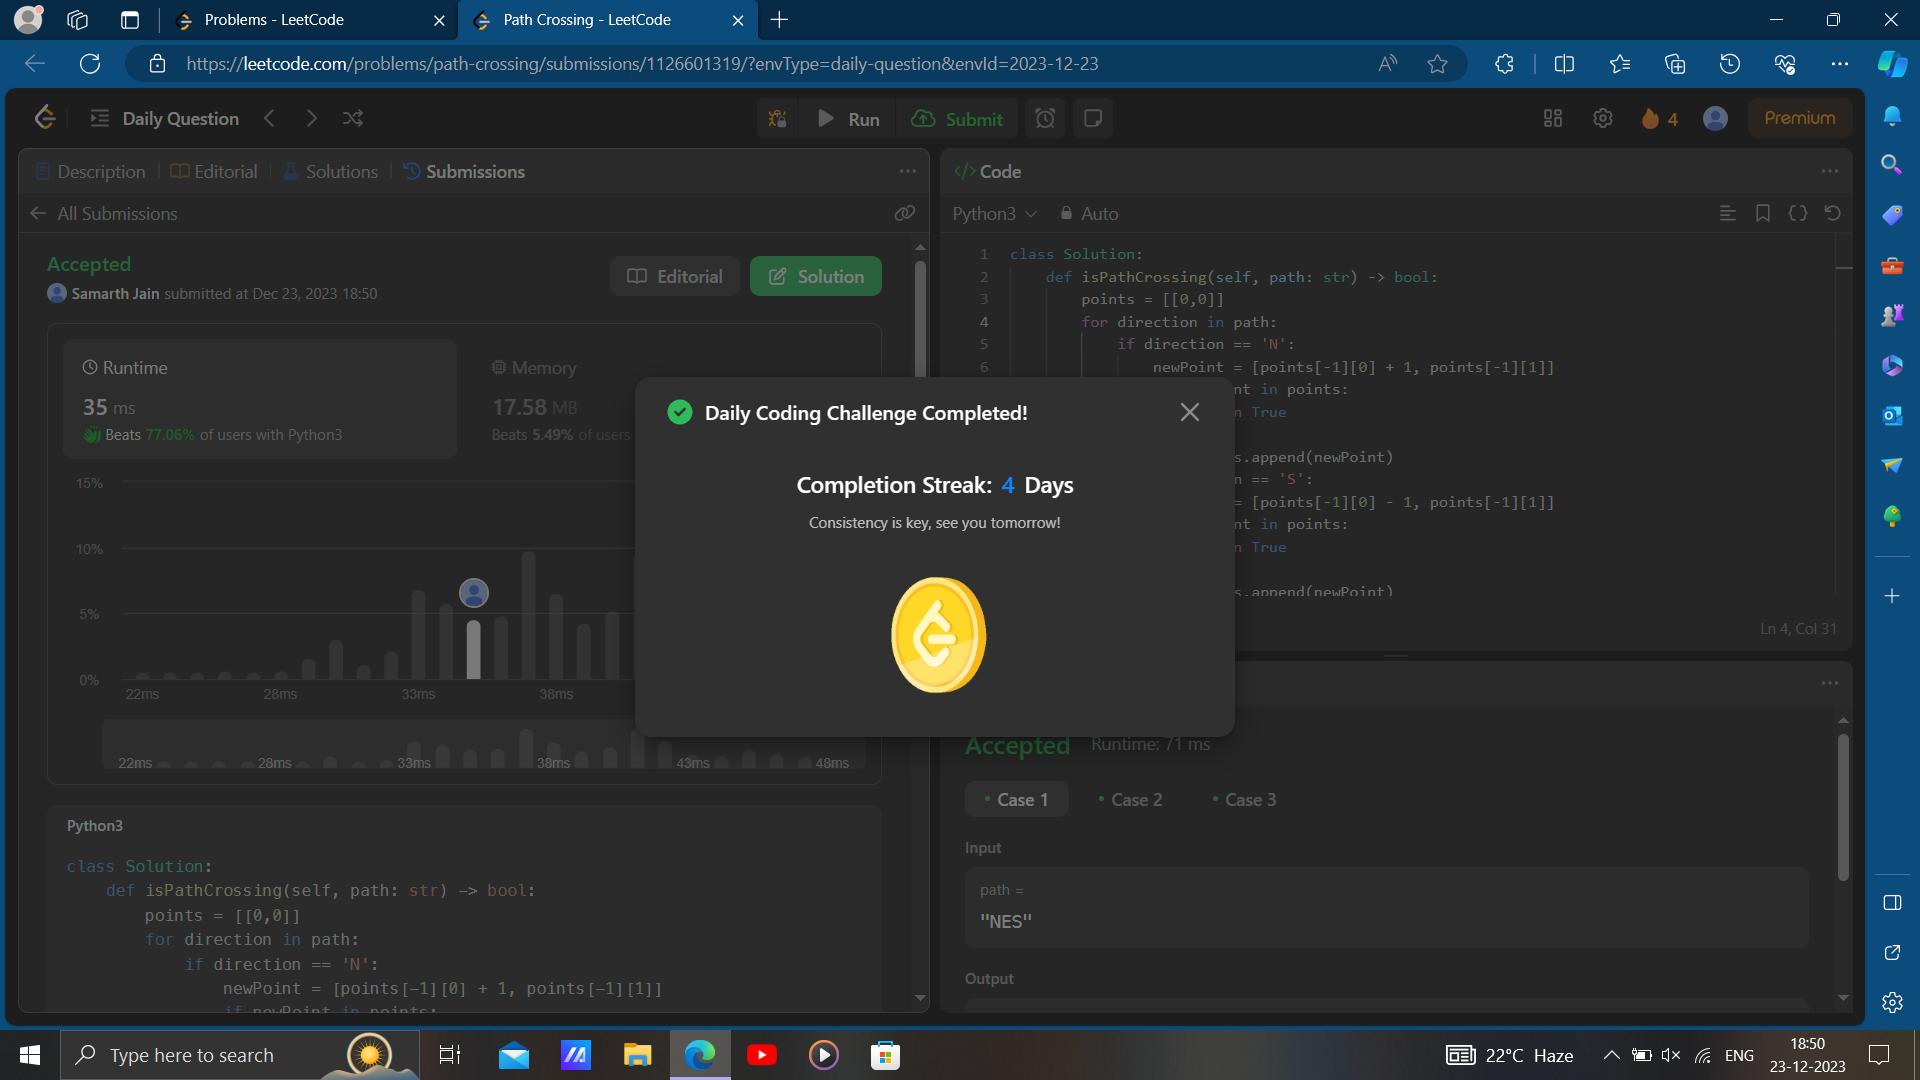 Problems - LeetCode
Path Crossing - LeetCode
https://leetcode.com/problems/path-crossing/submissions/1126601319/?envType=daily-question&envId=2023-12-23
Daily Question
Run
Submit
4
Premium
Description
Editorial
Solutions
Submissions
All Submissions
Accepted
Samarth Jain submitted at Dec 23, 2023 18:50
Editorial
Solution
Runtime
35 ms
Beats 77.06% of users with Python3
Memory
17.58 MB
Beats 5.49% of users
15%
10%
5%
0%
22ms
28ms
33ms
38ms
22ms
28ms
33ms
38ms
43ms
48ms
Python3
class Solution:
def isPathCrossing(self, path: str) -> bool:
points = [[0,0]]
for direction in path:
if direction == 'N':
newPoint = [points[-1][0] + 1, points[-1][1]]
if newPoint in points:
Daily Coding Challenge Completed!
Completion Streak: 4 Days
Consistency is key, see you tomorrow!
</> Code
Python3
Auto
1 class Solution:
2 def isPathCrossing(self, path: str) -> bool:
3 points = [[0,0]]
4 for direction in path:
5 if direction == 'N':
6 newPoint = [points[-1][0] + 1, points[-1][1]]
nt in points:
n True
s.append(newPoint)
n == 'S':
= [points[-1][0] - 1, points[-1][1]]
nt in points:
n True
s.append(newPoint)
Ln 4, Col 31
Accepted
Runtime: 71 ms
Case 1
Case 2
Case 3
Input
path =
"NES"
Output
Type here to search
22°C Haze
ENG
18:50
23-12-2023